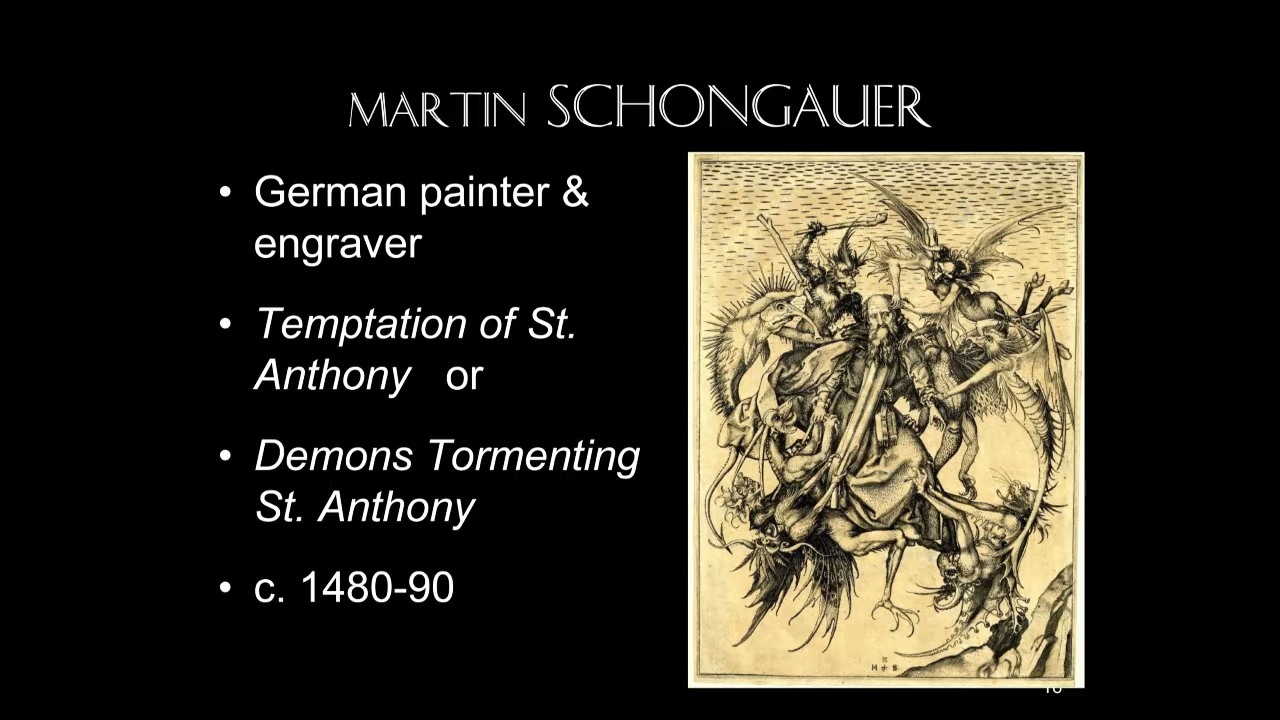 MARTIN SCHONGAUER
• German painter &
engraver
• Temptation of St.
Anthony or
• Demons Tormenting
St. Anthony
• c. 1480-90
M S